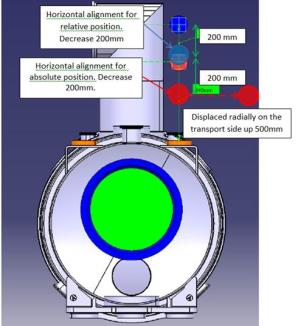 Horizontal alignment for
relative position.
Decrease 200mm
200 mm
Horizontal alignment for
absolute position. Decrease
200mm.
200 mm
Displaced radially on the
transport side up 500mm